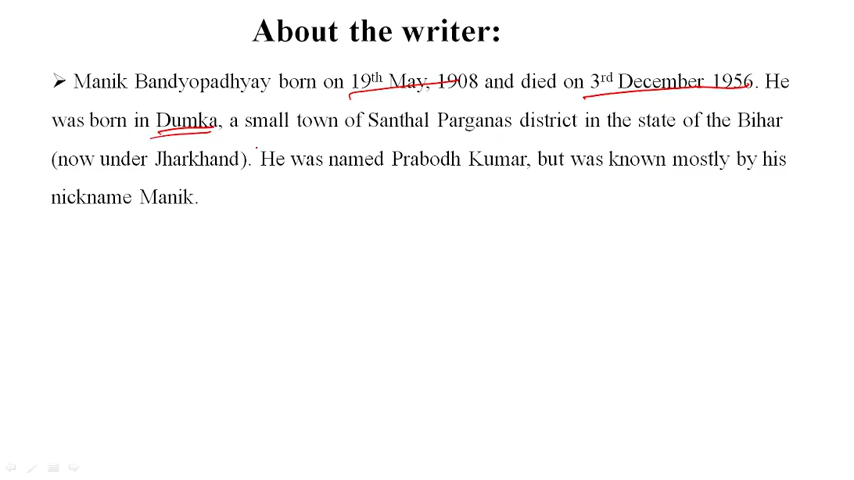 About the writer:
➢ Manik Bandyopadhyay born on 19th May, 1908 and died on 3rd December 1956. He
was born in Dumka, a small town of Santhal Parganas district in the state of the Bihar
(now under Jharkhand). He was named Prabodh Kumar, but was known mostly by his
nickname Manik.